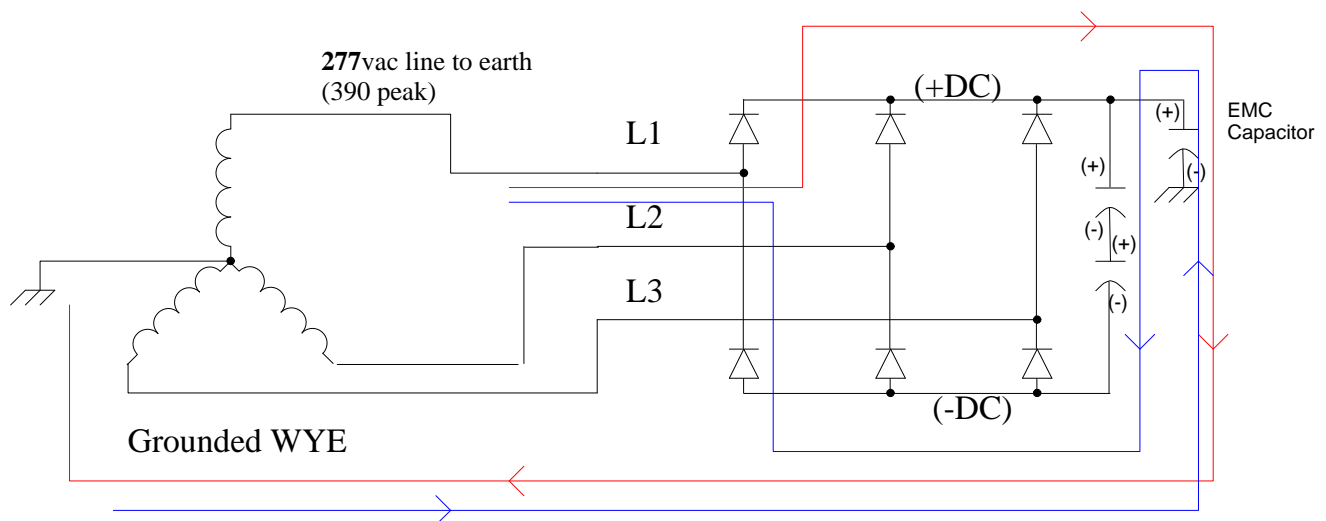 277vac line to earth
(390 peak)
L1
(+DC)
(+)
EMC
Capacitor
(+)
(-)
L2
(-)
(+)
L3
(-)
(-DC)
Grounded WYE